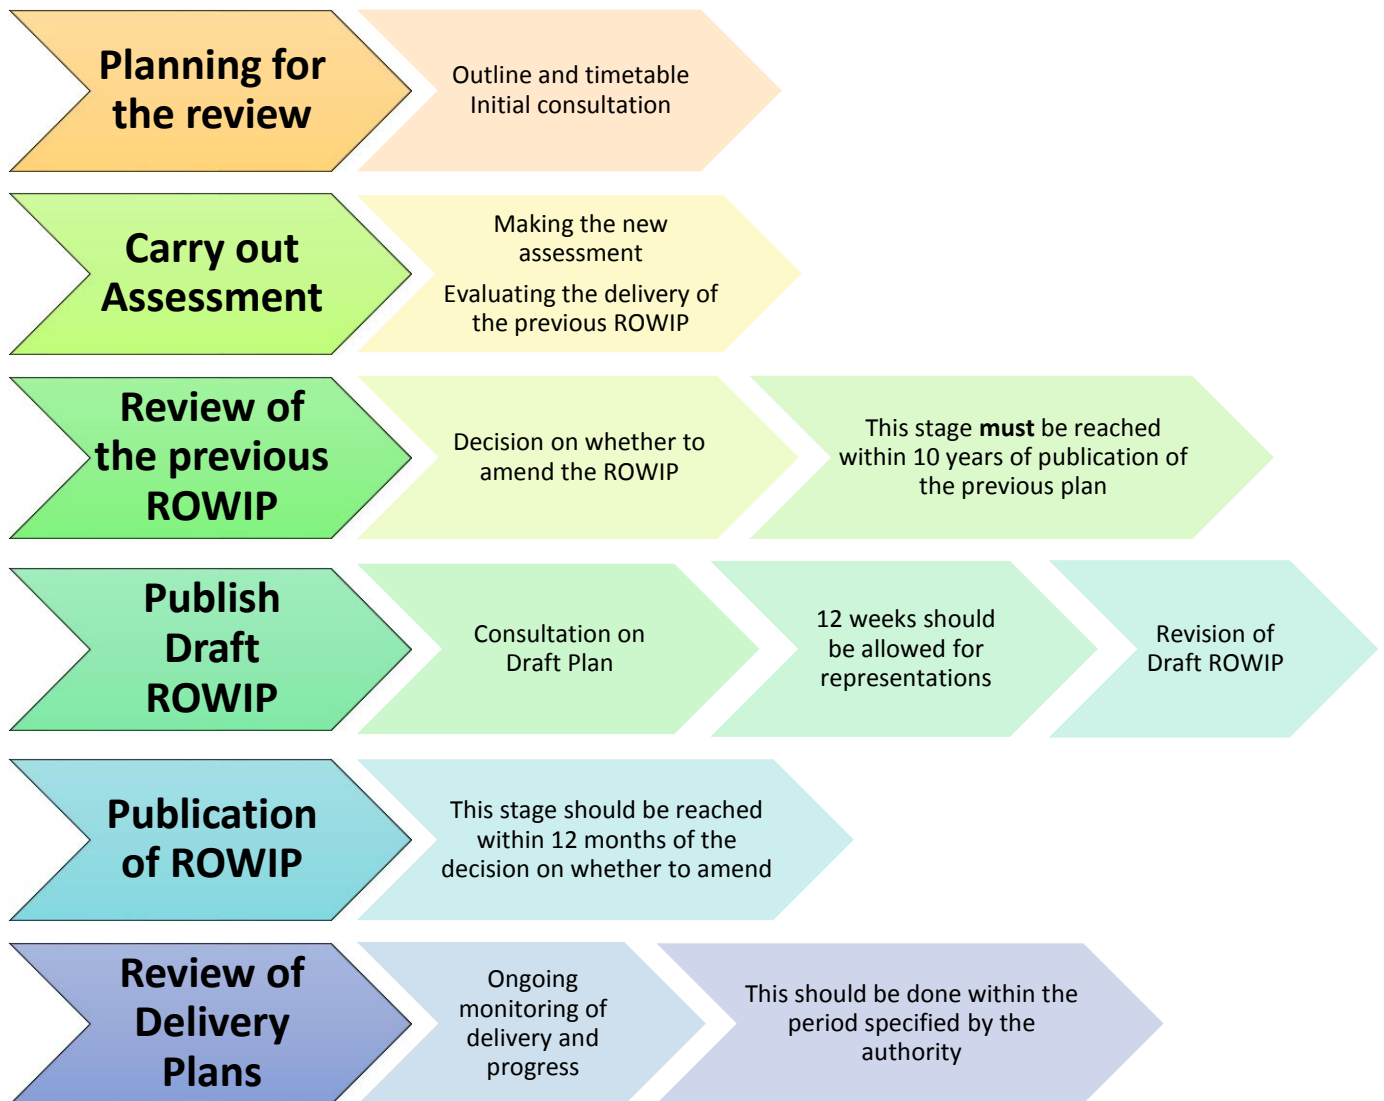 Planning for
the review
Outline and timetable
Initial consultation
Carry out
Assessment
Making the new
assessment
Evaluating the delivery of
the previous ROWIP
Review of
the previous
ROWIP
Decision on whether to
amend the ROWIP
This stage must be reached
within 10 years of publication of
the previous plan
Publish
Draft
ROWIP
Consultation on
Draft Plan
12 weeks should
be allowed for
representations
Revision of
Draft ROWIP
Publication
of ROWIP
This stage should be reached
within 12 months of the
decision on whether to amend
Review of
Delivery
Plans
Ongoing
monitoring of
delivery and
progress
This should be done within the
period specified by the
authority